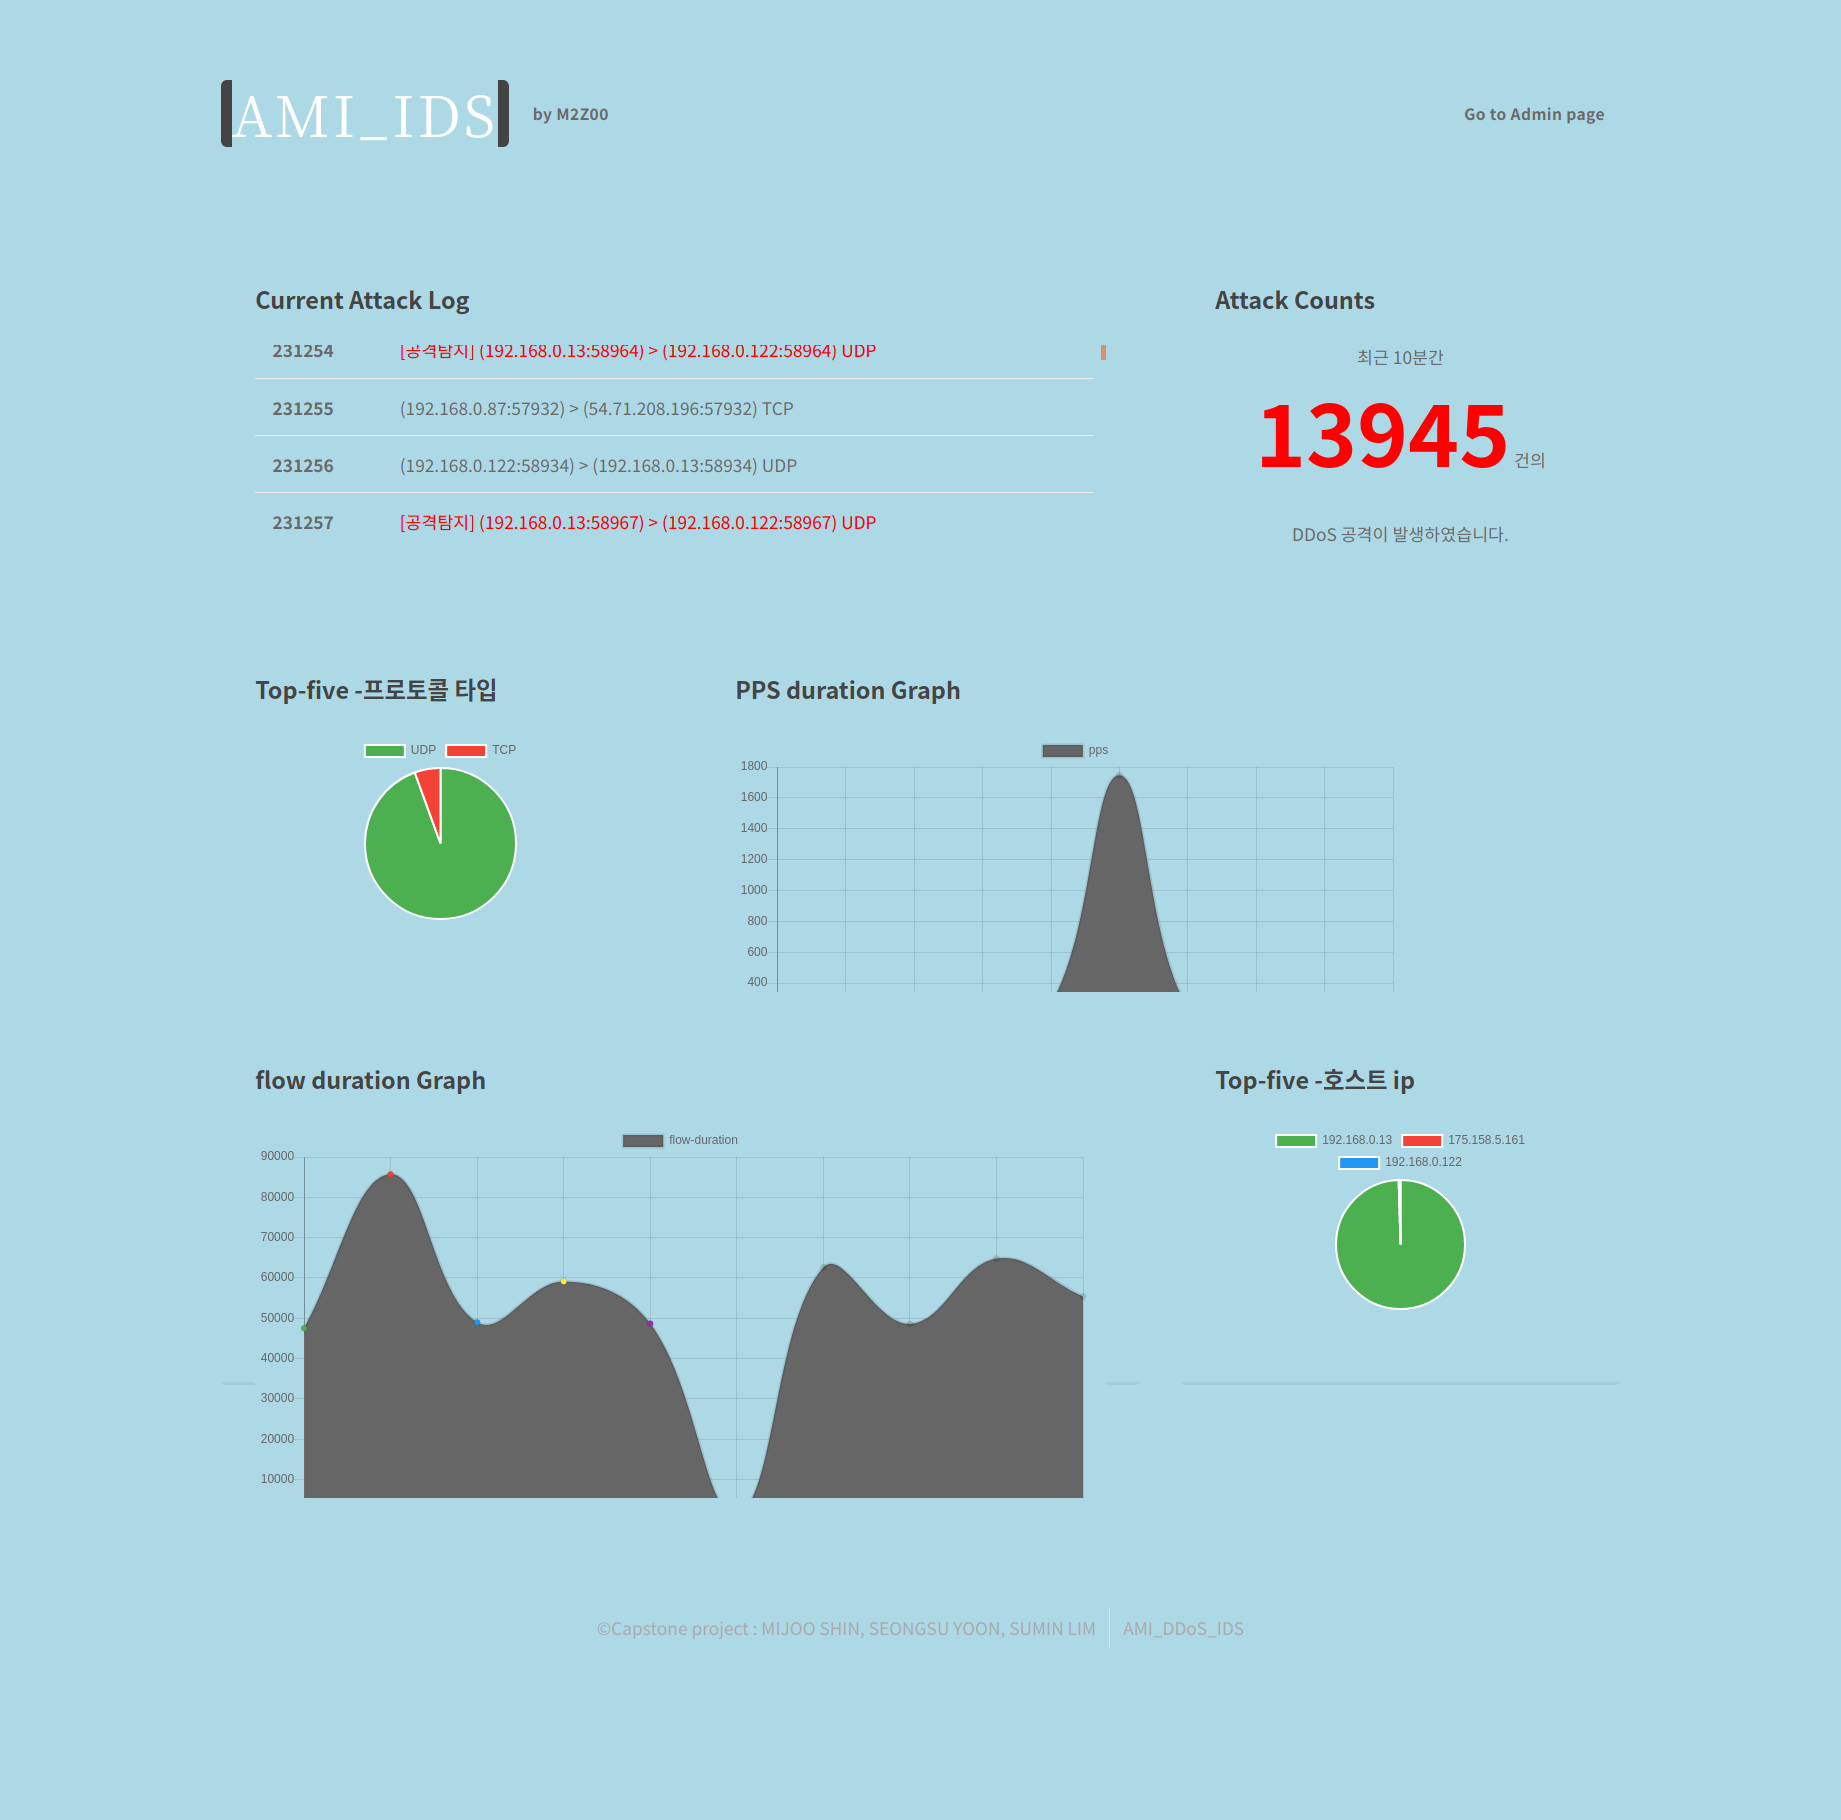 AMI_IDS by M2Z00
Go to Admin page
Current Attack Log
231254 [공격탐지] (192.168.0.13:58964) > (192.168.0.122:58964) UDP
231255 (192.168.0.87:57932) > (54.71.208.196:57932) TCP
231256 (192.168.0.122:58934) > (192.168.0.13:58934) UDP
231257 [공격탐지] (192.168.0.13:58967) > (192.168.0.122:58967) UDP
Attack Counts
최근 10분간
13945 건의
DDoS 공격이 발생하였습니다.
Top-five -프로토콜 타입
UDP TCP
PPS duration Graph
pps
1800
1600
1400
1200
1000
800
600
400
flow duration Graph
flow-duration
90000
80000
70000
60000
50000
40000
30000
20000
10000
Top-five -호스트 ip
192.168.0.13 175.158.5.161
192.168.0.122
©Capstone project : MIJOO SHIN, SEONGSU YOON, SUMIN LIM
AMI_DDoS_IDS